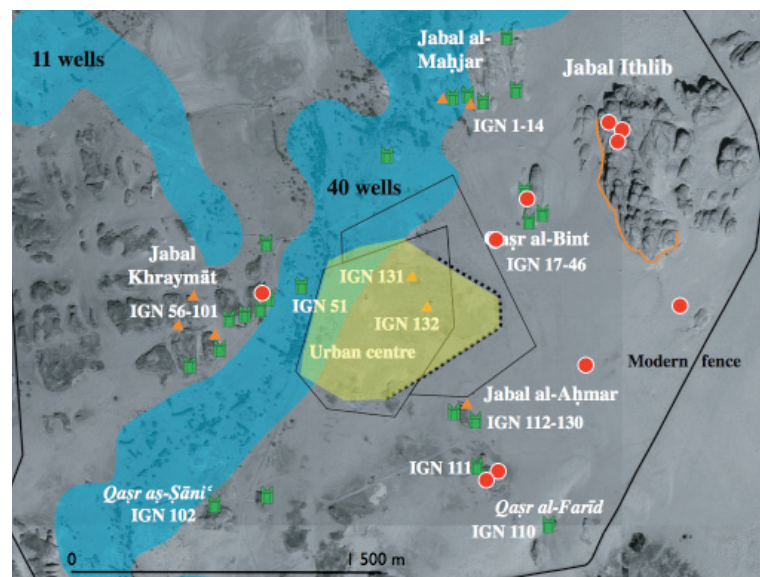 11 wells
Jabal al-
Maḥjar
Jabal Ithlib
IGN 1-14
40 wells
Qaṣr al-Bint
IGN 17-46
Jabal
Khraymāt
IGN 56-101
IGN 131
IGN 51
IGN 132
Urban centre
Modern fence
Jabal al-Aḥmar
IGN 112-130
IGN 111
Qaṣr aṣ-Ṣāniʿ
IGN 102
Qaṣr al-Farīd
IGN 110
0
1 500 m